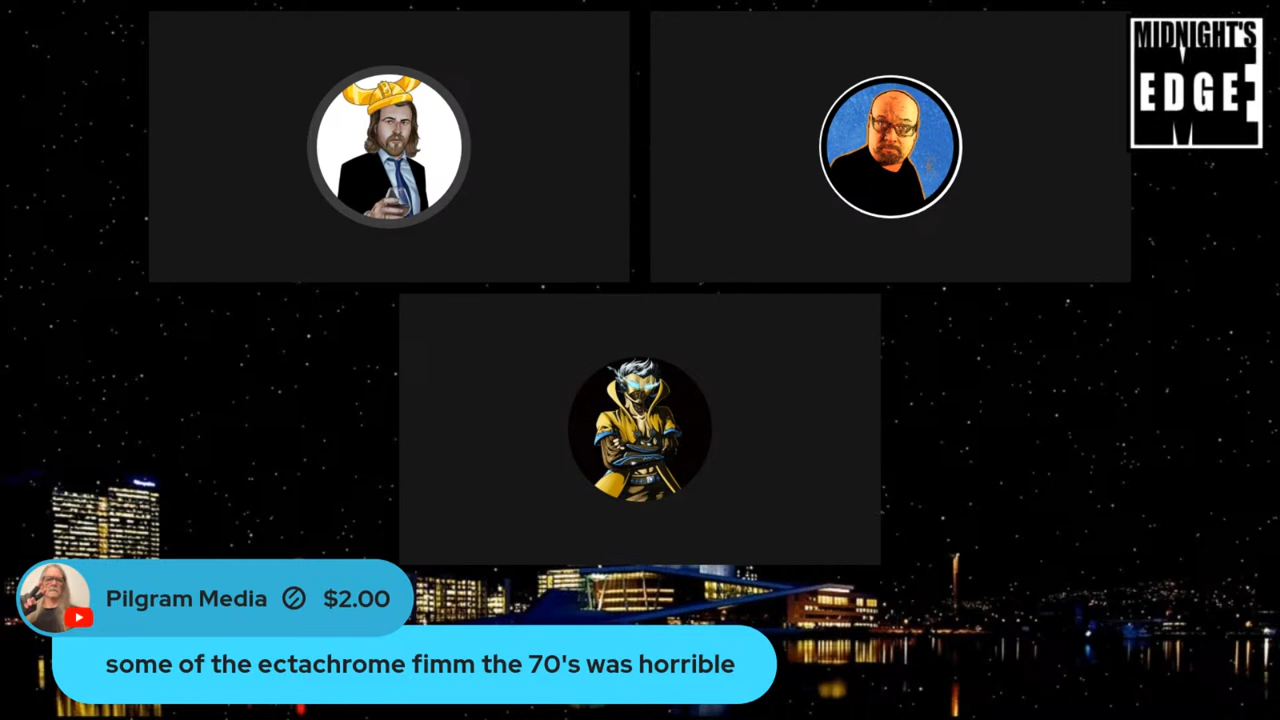 MIDNIGHT'S
EDGE
Pilgram Media $2.00
some of the ectachrome fimm the 70's was horrible